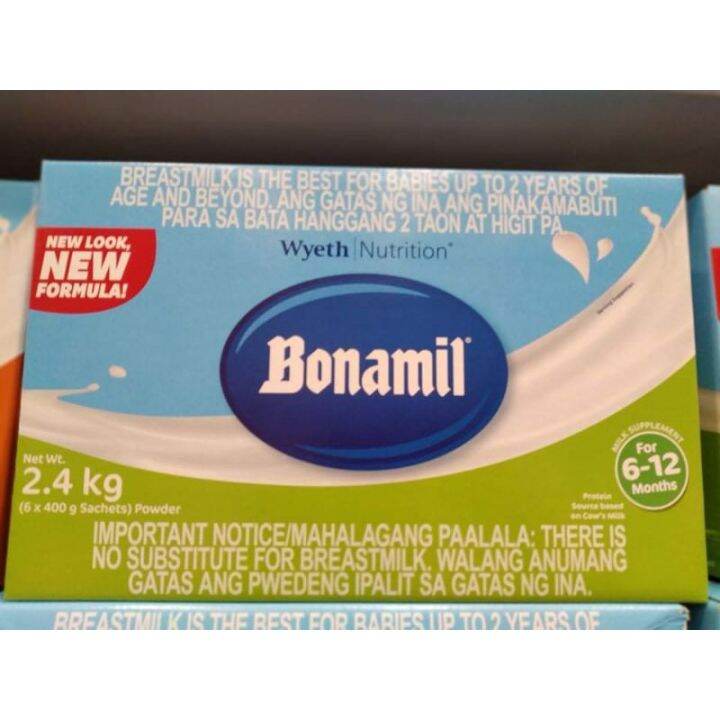 BREASTMILK IS THE BEST FOR BABIES UP TO 2 YEARS OF
AGE AND BEYOND. ANG GATAS NG INA ANG PINAKAMABUTI
PARA SA BATA HANGGANG 2 TAON AT HIGIT PA.
Wyeth | Nutrition®
NEW LOOK,
NEW
FORMULA!
Serving Suggestion
Bonamil®
MILK SUPPLEMENT
For
6-12
Months
Net Wt.
2.4 kg
(6 x 400 g Sachets) Powder
Protein
Source based
on Cow's Milk
IMPORTANT NOTICE/MAHALAGANG PAALALA: THERE IS
NO SUBSTITUTE FOR BREASTMILK. WALANG ANUMANG
GATAS ANG PWEDENG IPALIT SA GATAS NG INA.
BREASTMILK IS THE BEST FOR BABIES UP TO 2 YEARS OF